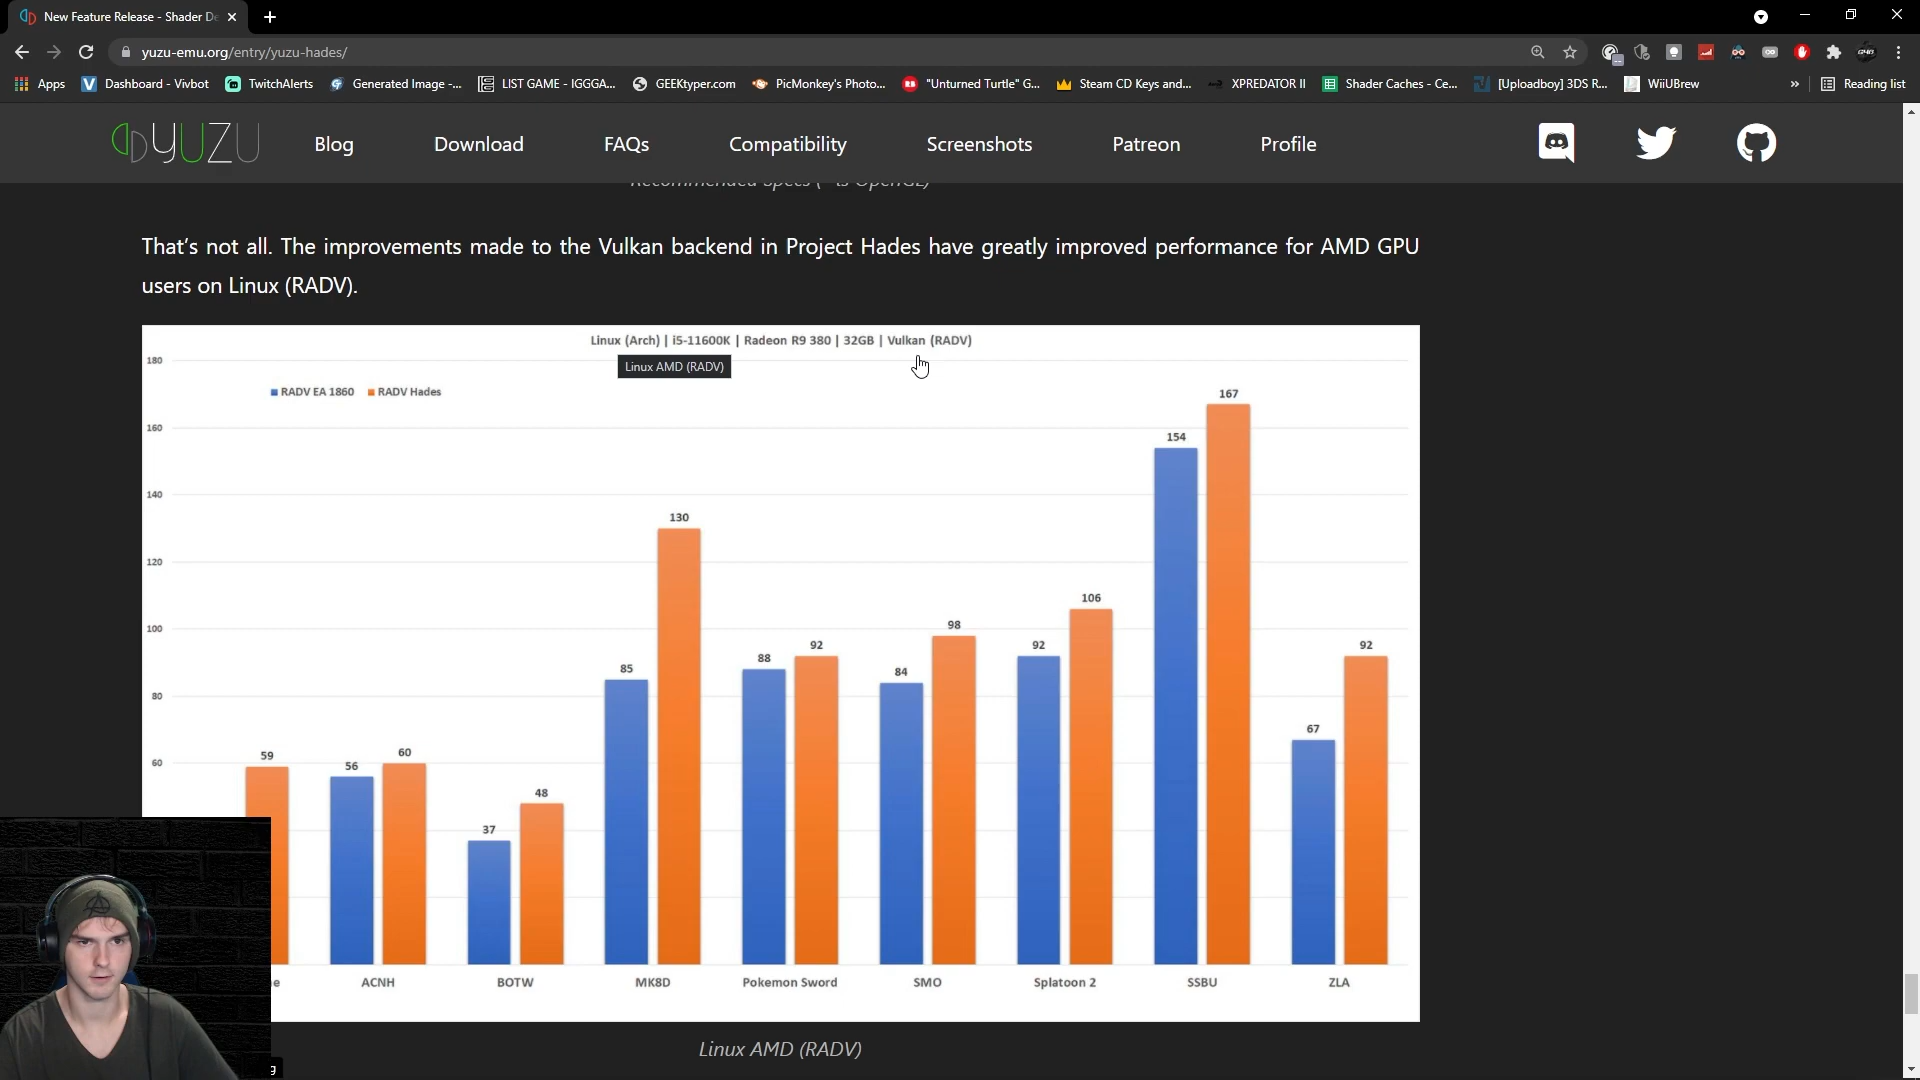 New Feature Release - Shader De
yuzu-emu.org/entry/yuzu-hades/
Apps
Dashboard - Vivbot
TwitchAlerts
Generated Image -...
LIST GAME - IGGGA...
GEEKtyper.com
PicMonkey's Photo...
"Unturned Turtle" G...
Steam CD Keys and...
XPREDATOR II
Shader Caches - Ce...
[Uploadboy] 3DS R...
WiiUBrew
»
Reading list
YUZU
Blog
Download
FAQs
Compatibility
Screenshots
Patreon
Profile
That's not all. The improvements made to the Vulkan backend in Project Hades have greatly improved performance for AMD GPU
users on Linux (RADV).
Linux (Arch) | i5-11600K | Radeon R9 380 | 32GB | Vulkan (RADV)
Linux AMD (RADV)
RADV EA 1860
RADV Hades
180
160
140
120
100
80
60
59
56
60
37
48
85
130
88
92
84
98
92
106
154
167
67
92
e
ACNH
BOTW
MK8D
Pokemon Sword
SMO
Splatoon 2
SSBU
ZLA
Linux AMD (RADV)
g